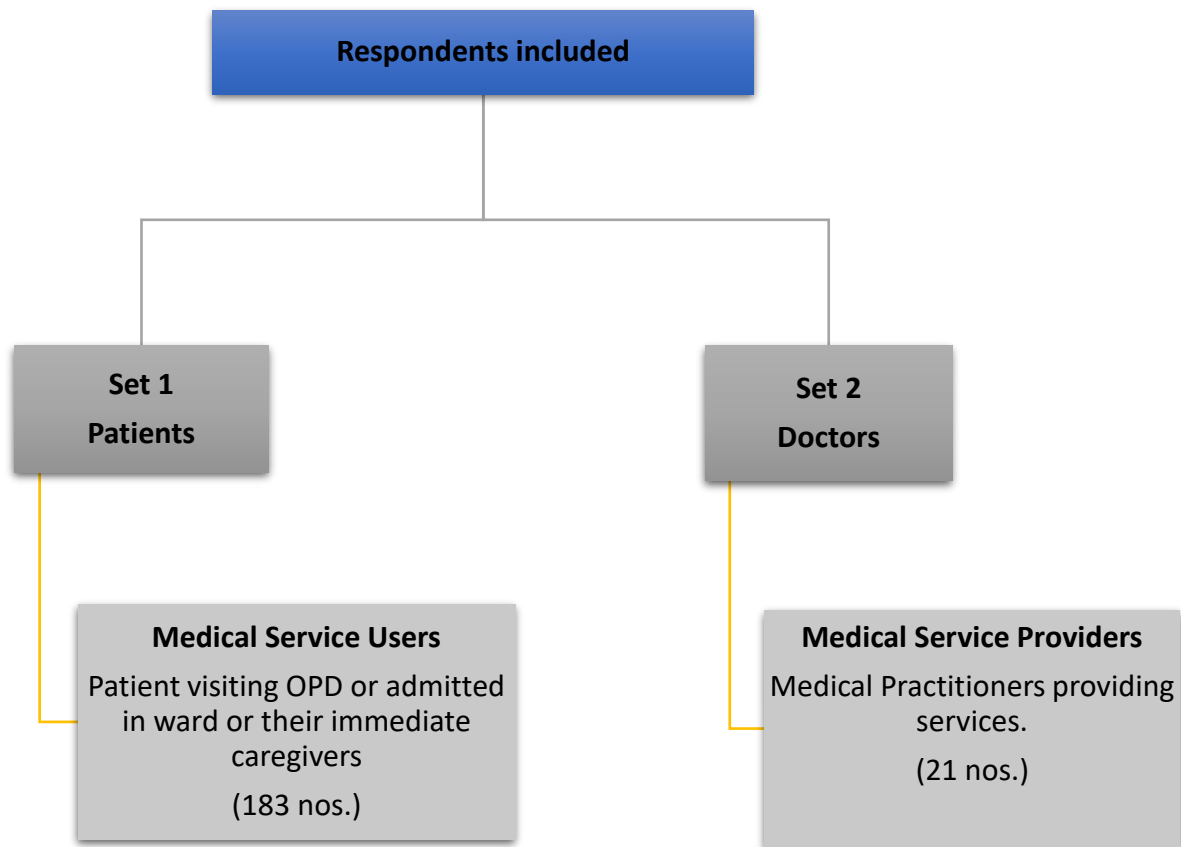 Respondents included
Set 1
Patients
Set 2
Doctors
Medical Service Users
Patient visiting OPD or admitted
in ward or their immediate
caregivers
(183 nos.)
Medical Service Providers
Medical Practitioners providing
services.
(21 nos.)